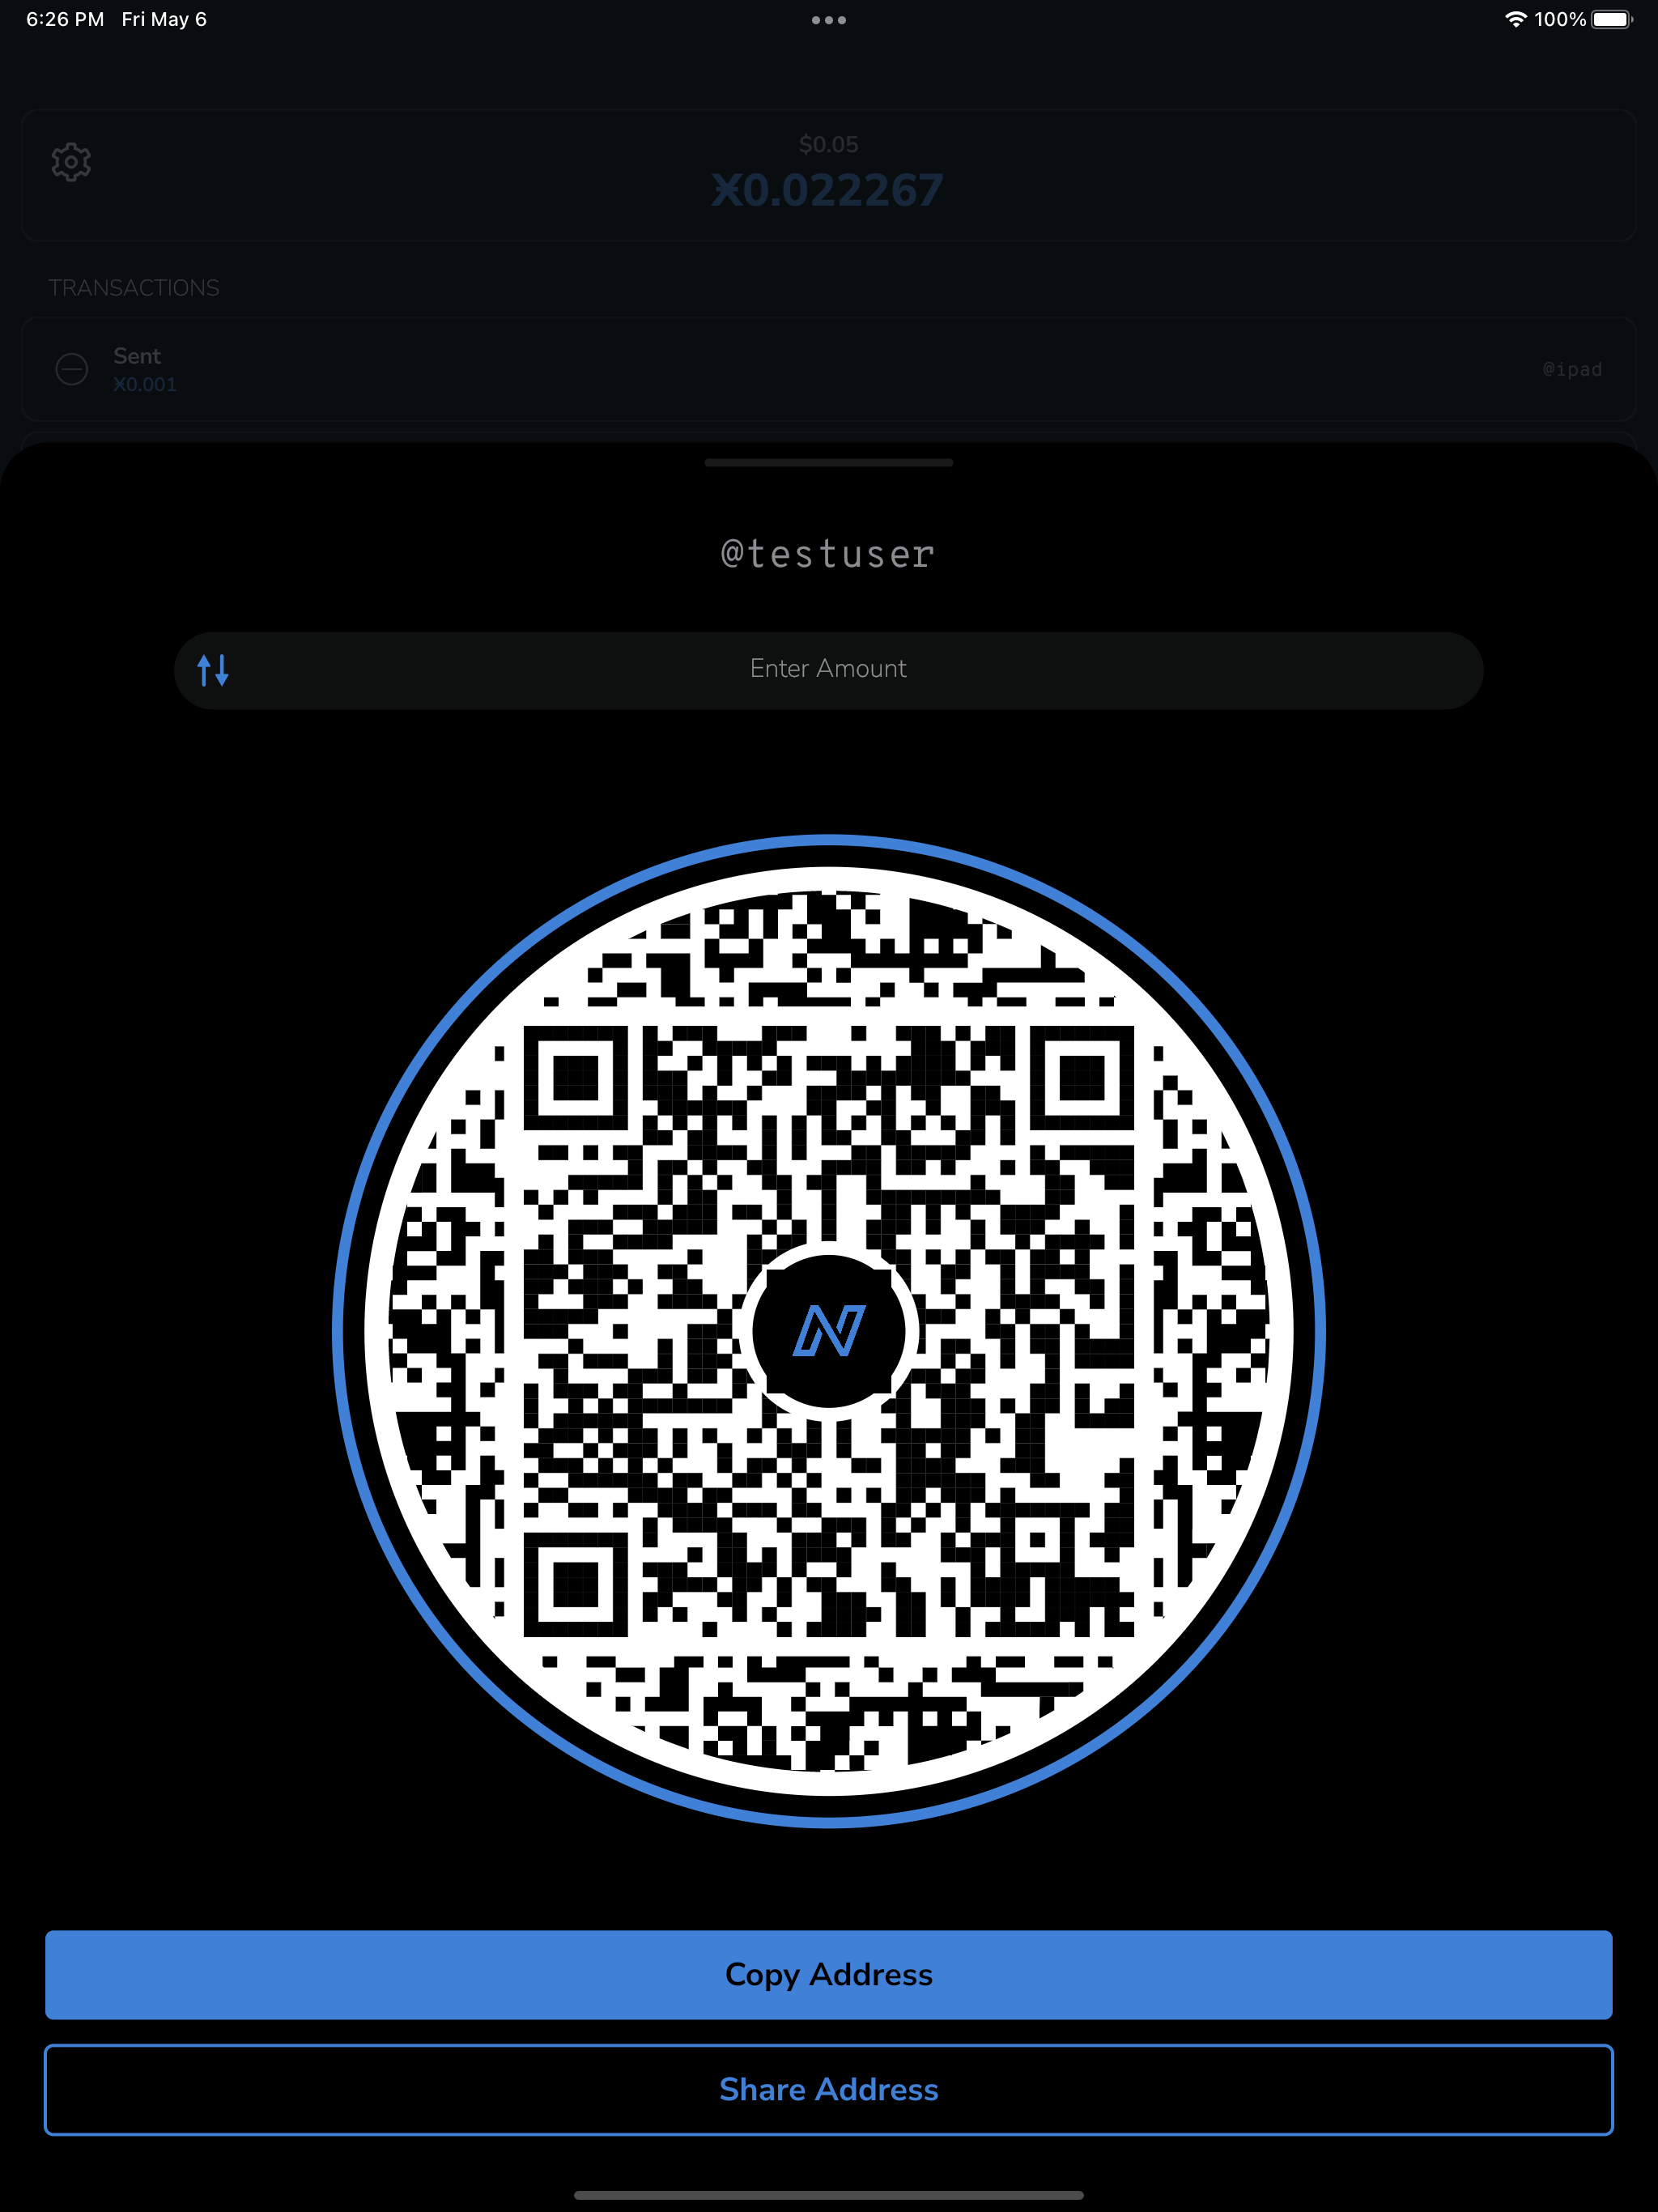 6:26 PM Fri May 6
100%
$0.05
Ӿ0.022267
TRANSACTIONS
Sent
Ӿ0.001
@ipad
@testuser
Enter Amount
Copy Address
Share Address